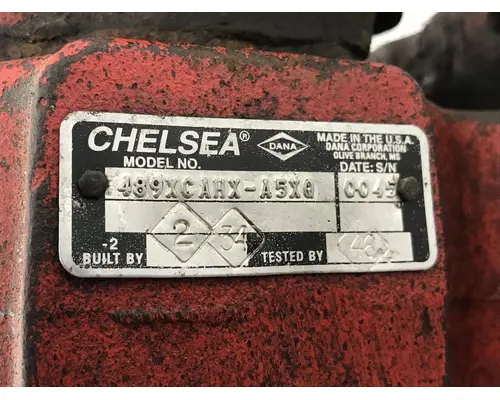 CHELSEA®
DANA
MADE IN THE U.S.A.
DANA CORPORATION
OLIVE BRANCH, MS
MODEL NO.
DATE: S/N
489XCAHX-A5XQ
0045
-2
BUILT BY
2
34
TESTED BY